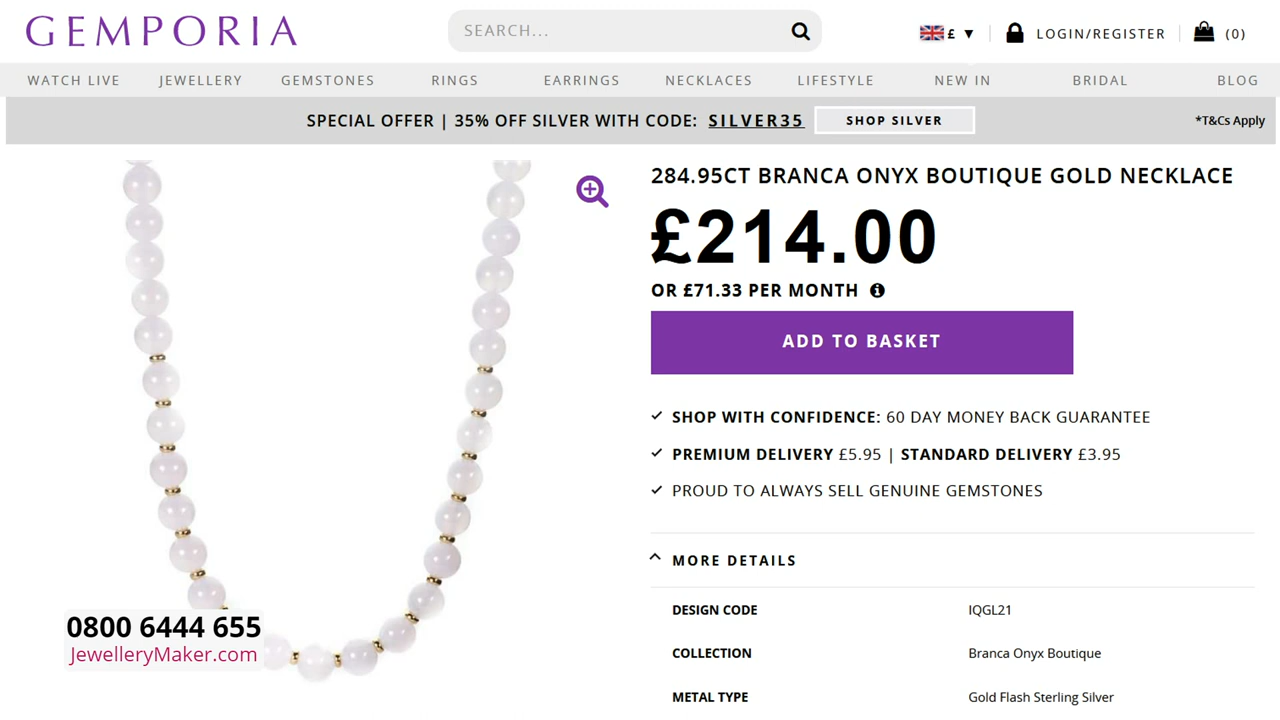 GEMPORIA
SEARCH...
£ ▼
LOGIN/REGISTER
(0)
WATCH LIVE JEWELLERY GEMSTONES RINGS EARRINGS NECKLACES LIFESTYLE NEW IN BRIDAL BLOG
SPECIAL OFFER | 35% OFF SILVER WITH CODE: SILVER35 SHOP SILVER *T&Cs Apply
284.95CT BRANCA ONYX BOUTIQUE GOLD NECKLACE
£214.00
OR £71.33 PER MONTH
ADD TO BASKET
SHOP WITH CONFIDENCE: 60 DAY MONEY BACK GUARANTEE
PREMIUM DELIVERY £5.95 | STANDARD DELIVERY £3.95
PROUD TO ALWAYS SELL GENUINE GEMSTONES
MORE DETAILS
DESIGN CODE IQGL21
COLLECTION Branca Onyx Boutique
METAL TYPE Gold Flash Sterling Silver
0800 6444 655
JewelleryMaker.com